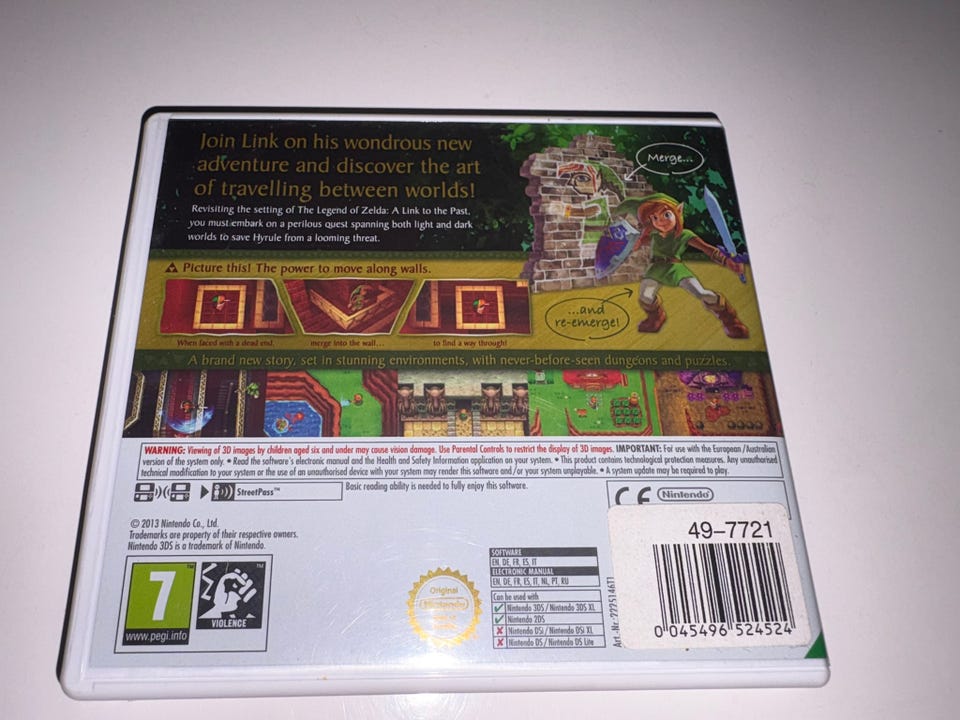 Join Link on his wondrous new
adventure and discover the art
of travelling between worlds!
Revisiting the setting of The Legend of Zelda: A Link to the Past,
you must embark on a perilous quest spanning both light and dark
worlds to save Hyrule from a looming threat.
Merge...
...and
re-emerge!
Picture this! The power to move along walls.
When faced with a dead end,
merge into the wall...
to find a way through!
A brand new story, set in stunning environments, with never-before-seen dungeons and puzzles.
WARNING: Viewing of 3D images by children aged six and under may cause vision damage. Use Parental Controls to restrict the display of 3D images. IMPORTANT: For use with the European/Australian
version of the system only. • Read the software's electronic manual and the Health and Safety Information application on your system. • This product contains technological protection measures. Any unauthorised
technical modification to your system or the use of an unauthorised device with your system may render this software and/or your system unplayable. • A system update may be required to play.
StreetPass™
Basic reading ability is needed to fully enjoy this software.
CE
Nintendo
© 2013 Nintendo Co., Ltd.
Trademarks are property of their respective owners.
Nintendo 3DS is a trademark of Nintendo.
7
www.pegi.info
VIOLENCE
Original
Nintendo
SOFTWARE
EN, DE, FR, ES, IT
ELECTRONIC MANUAL
EN, DE, FR, ES, IT, NL, PT, RU
Can be used with
Nintendo 3DS / Nintendo 3DS XL
Nintendo 2DS
Nintendo DSi / Nintendo DSi XL
Nintendo DS / Nintendo DS Lite
Art.-Nr. 2225146T1
49-7721
0 045496 524524